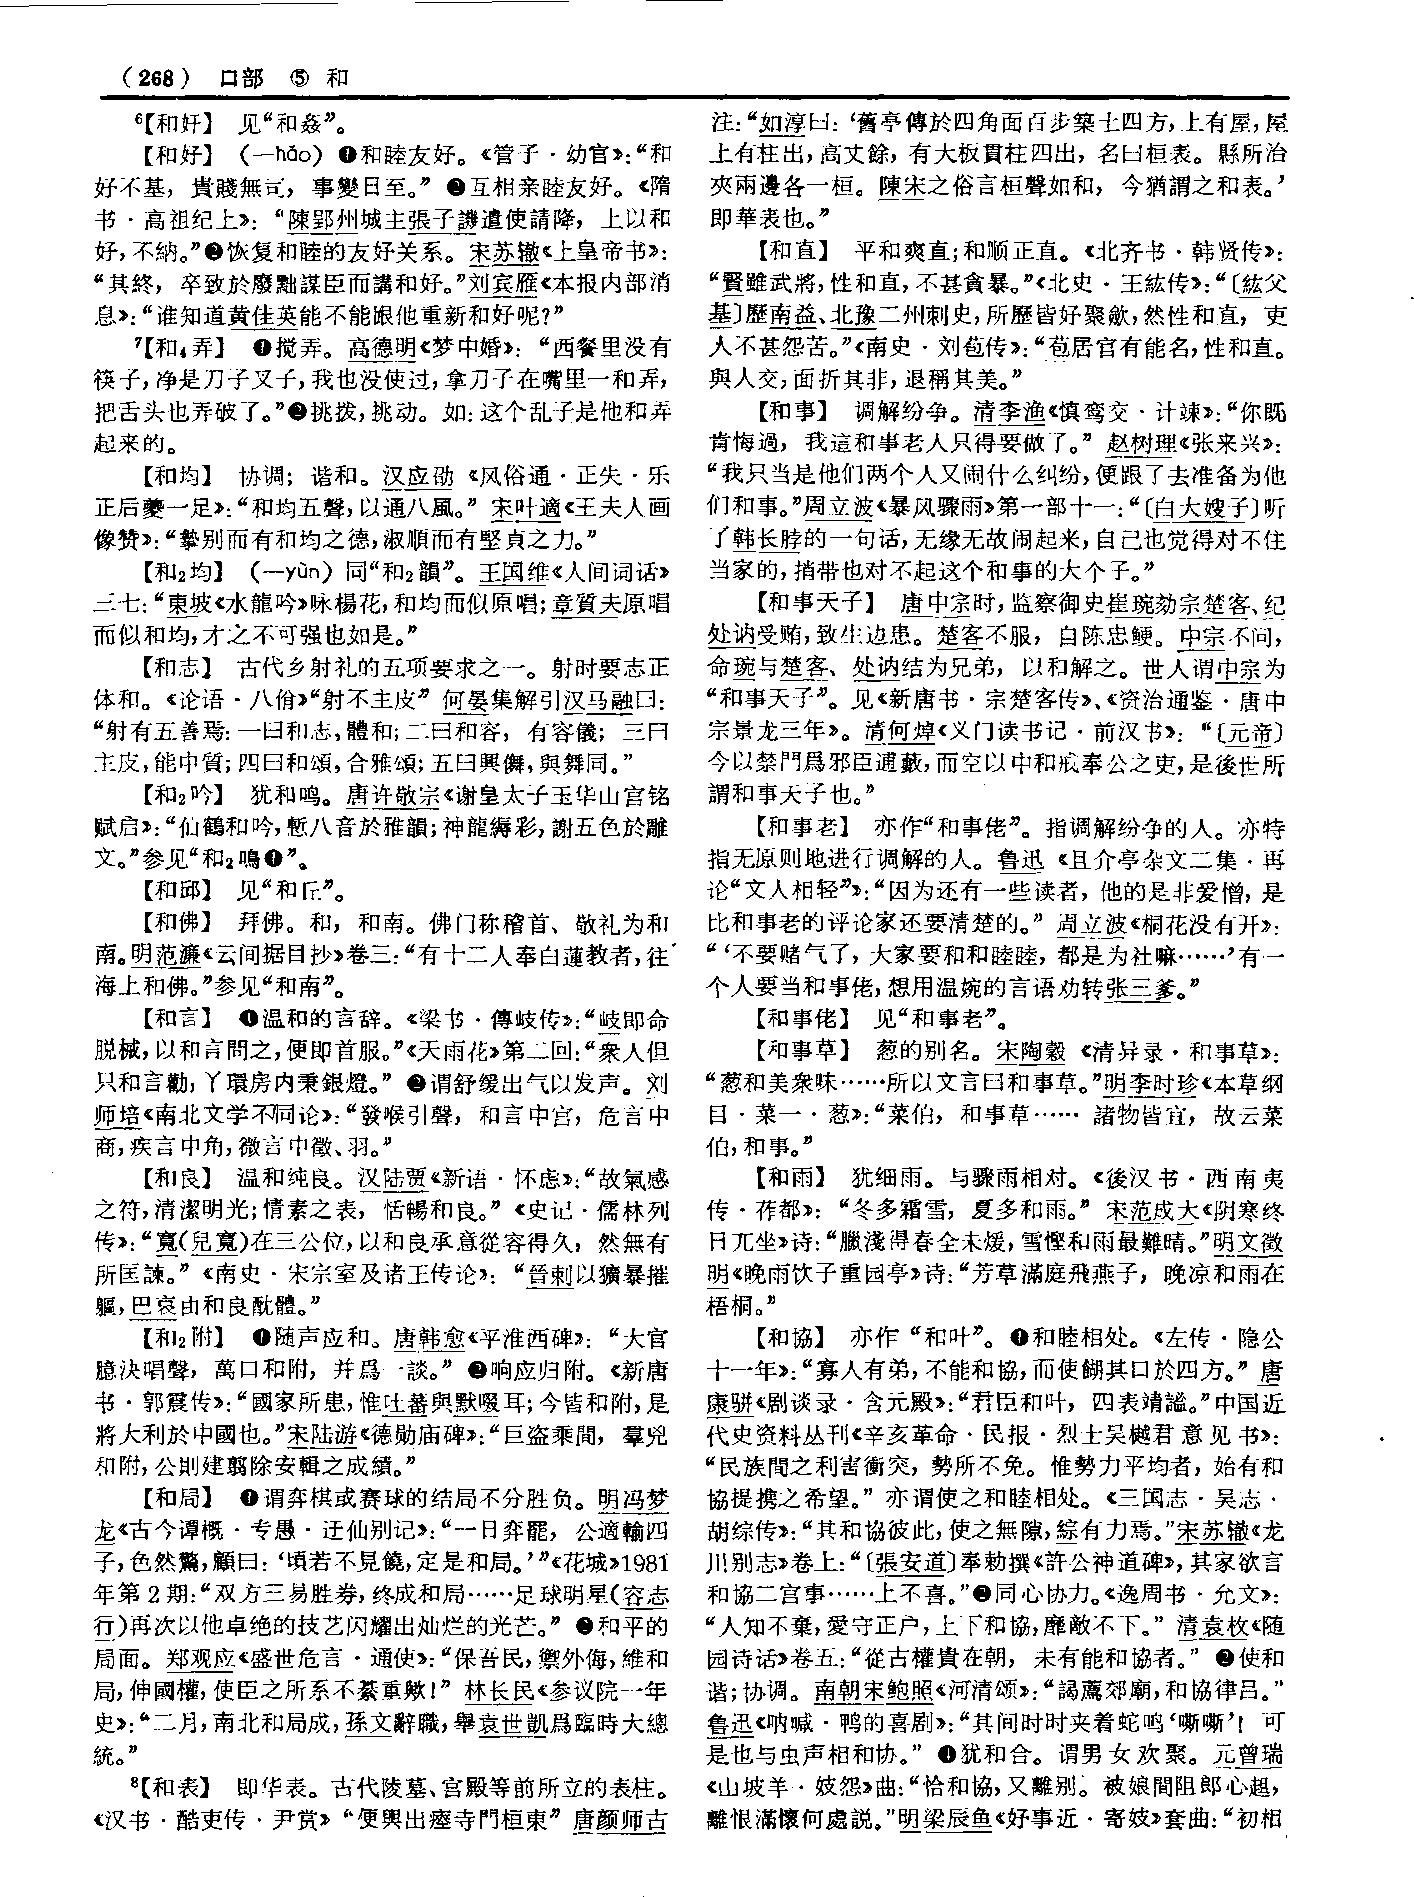 （268） 口部 ⑤ 和
⁶【和奸】 见“和姦”。
【和好】 （—hǎo）❶和睦友好。《管子·幼官》：“和
好不基，貴賤無司，事變日至。”❷互相亲睦友好。《隋
书·高祖纪上》：“陳郢州城主張子譏遣使請降，上以和
好，不納。”❸恢复和睦的友好关系。宋苏辙《上皇帝书》：
“其終，卒致於廢黜謀臣而講和好。”刘宾雁《本报内部消
息》：“谁知道黄佳英能不能跟他重新和好呢？”
⁷【和₄弄】 ❶搅弄。高德明《梦中婚》：“西餐里没有
筷子，净是刀子叉子，我也没使过，拿刀子在嘴里一和弄，
把舌头也弄破了。”❷挑拨，挑动。如：这个乱子是他和弄
起来的。
【和均】 协调；谐和。汉应劭《风俗通·正失·乐
正后夔一足》：“和均五聲，以通八風。”宋叶適《王夫人画
像赞》：“摯别而有和均之德，淑順而有堅貞之力。”
【和₂均】 （—yùn）同“和₂韻”。王国维《人间词话》
三七：“東坡《水龍吟》咏楊花，和均而似原唱；章質夫原唱
而似和均，才之不可强也如是。”
【和志】 古代乡射礼的五项要求之一。射时要志正
体和。《论语·八佾》“射不主皮”何晏集解引汉马融曰：
“射有五善焉：一曰和志，體和；二曰和容，有容儀；三曰
主皮，能中質；四曰和頌，合雅頌；五曰興儛，與舞同。”
【和₂吟】 犹和鸣。唐许敬宗《谢皇太子玉华山宫铭
赋启》：“仙鶴和吟，慙八音於雅韻；神龍縟彩，謝五色於雕
文。”参见“和₂鳴❶”。
【和邱】 见“和丘”。
【和佛】 拜佛。和，和南。佛门称稽首、敬礼为和
南。明范濂《云间据目抄》卷三：“有十二人奉白蓮教者，往
海上和佛。”参见“和南”。
【和言】 ❶温和的言辞。《梁书·傅岐传》：“岐即命
脱械，以和言問之，便即首服。”《天雨花》第二回：“衆人但
只和言勸，丫環房内秉銀燈。”❷谓舒缓出气以发声。刘
师培《南北文学不同论》：“發喉引聲，和言中宫，危言中
商，疾言中角，微言中徵、羽。”
【和良】 温和纯良。汉陆贾《新语·怀虑》：“故氣感
之符，清潔明光；情素之表，恬暢和良。”《史记·儒林列
传》：“寬（兒寬）在三公位，以和良承意從容得久，然無有
所匡諫。”《南史·宋宗室及诸王传论》：“晉刺以獷暴摧
軀，巴哀由和良酖體。”
【和₂附】 ❶随声应和。唐韩愈《平淮西碑》：“大官
臆決唱聲，萬口和附，并爲一談。”❷响应归附。《新唐
书·郭震传》：“國家所患，惟吐蕃與默啜耳；今皆和附，是
將大利於中國也。”宋陆游《德勋庙碑》：“巨盗乘間，羣兇
和附，公則建翦除安輯之成績。”
【和局】 ❶谓弈棋或赛球的结局不分胜负。明冯梦
龙《古今谭概·专愚·迂仙别记》：“一日弈罷，公適輸四
子，色然驚，顧曰：‘頃若不見饒，定是和局。’”《花城》1981
年第2期：“双方三易胜券，终成和局……足球明星（容志
行）再次以他卓绝的技艺闪耀出灿烂的光芒。”❷和平的
局面。郑观应《盛世危言·通使》：“保吾民，禦外侮，維和
局，伸國權，使臣之所系不綦重歟！”林长民《参议院一年
史》：“二月，南北和局成，孫文辭職，舉袁世凱爲臨時大總
統。”
⁸【和表】 即华表。古代陵墓、宫殿等前所立的表柱。
《汉书·酷吏传·尹赏》“便輿出瘞寺門桓東”唐颜师古
注：“如淳曰：‘舊亭傳於四角面百步築土四方，上有屋，屋
上有柱出，高丈餘，有大板貫柱四出，名曰桓表。縣所治
夾兩邊各一桓。陳宋之俗言桓聲如和，今猶謂之和表。’
即華表也。”
【和直】 平和爽直；和顺正直。《北齐书·韩贤传》：
“賢雖武將，性和直，不甚貪暴。”《北史·王紘传》：“〔紘父
基〕歷南益、北豫二州刺史，所歷皆好聚斂，然性和直，吏
人不甚怨苦。”《南史·刘苞传》：“苞居官有能名，性和直。
與人交，面折其非，退稱其美。”
【和事】 调解纷争。清李渔《慎鸾交·计竦》：“你既
肯悔過，我這和事老人只得要做了。”赵树理《张来兴》：
“我只当是他们两个人又闹什么纠纷，便跟了去准备为他
们和事。”周立波《暴风骤雨》第一部十一：“〔白大嫂子〕听
了韩长脖的一句话，无缘无故闹起来，自己也觉得对不住
当家的，捎带也对不起这个和事的大个子。”
【和事天子】 唐中宗时，监察御史崔琬劾宗楚客、纪
处讷受贿，致生边患。楚客不服，自陈忠鲠。中宗不问，
命琬与楚客、处讷结为兄弟，以和解之。世人谓中宗为
“和事天子”。见《新唐书·宗楚客传》、《资治通鉴·唐中
宗景龙三年》。清何焯《义门读书记·前汉书》：“〔元帝〕
今以禁門爲邪臣逋藪，而空以中和戒奉公之吏，是後世所
謂和事天子也。”
【和事老】 亦作“和事佬”。指调解纷争的人。亦特
指无原则地进行调解的人。鲁迅《且介亭杂文二集·再
论“文人相轻”》：“因为还有一些读者，他的是非爱憎，是
比和事老的评论家还要清楚的。”周立波《桐花没有开》：
“‘不要赌气了，大家要和和睦睦，都是为社嘛……’有一
个人要当和事佬，想用温婉的言语劝转张三爹。”
【和事佬】 见“和事老”。
【和事草】 葱的别名。宋陶穀《清异录·和事草》：
“葱和美衆味……所以文言曰和事草。”明李时珍《本草纲
目·菜一·葱》：“菜伯，和事草……諸物皆宜，故云菜
伯，和事。”
【和雨】 犹细雨。与骤雨相对。《後汉书·西南夷
传·莋都》：“冬多霜雪，夏多和雨。”宋范成大《阴寒终
日兀坐》诗：“臘淺得春全未煖，雪慳和雨最難晴。”明文徵
明《晚雨饮子重园亭》诗：“芳草滿庭飛燕子，晚凉和雨在
梧桐。”
【和協】 亦作“和叶”。❶和睦相处。《左传·隐公
十一年》：“寡人有弟，不能和協，而使餬其口於四方。”唐
康骈《剧谈录·含元殿》：“君臣和叶，四表靖謐。”中国近
代史资料丛刊《辛亥革命·民报·烈士吴樾君意见书》：
“民族間之利害衝突，勢所不免。惟勢力平均者，始有和
協提携之希望。”亦谓使之和睦相处。《三国志·吴志·
胡综传》：“其和協彼此，使之無隙，綜有力焉。”宋苏辙《龙
川别志》卷上：“〔張安道〕奉勅撰《許公神道碑》，其家欲言
和協二宫事……上不喜。”❷同心协力。《逸周书·允文》：
“人知不棄，愛守正户，上下和協，靡敵不下。”清袁枚《随
园诗话》卷五：“從古權貴在朝，未有能和協者。”❸使和
谐；协调。南朝宋鲍照《河清颂》：“謁薦郊廟，和協律吕。”
鲁迅《呐喊·鸭的喜剧》：“其间时时夹着蛇鸣‘嘶嘶’！可
是也与虫声相和协。”❹犹和合。谓男女欢聚。元曾瑞
《山坡羊·妓怨》曲：“恰和協，又離别。被娘間阻郎心趄，
離恨滿懷何處説。”明梁辰鱼《好事近·寄妓》套曲：“初相